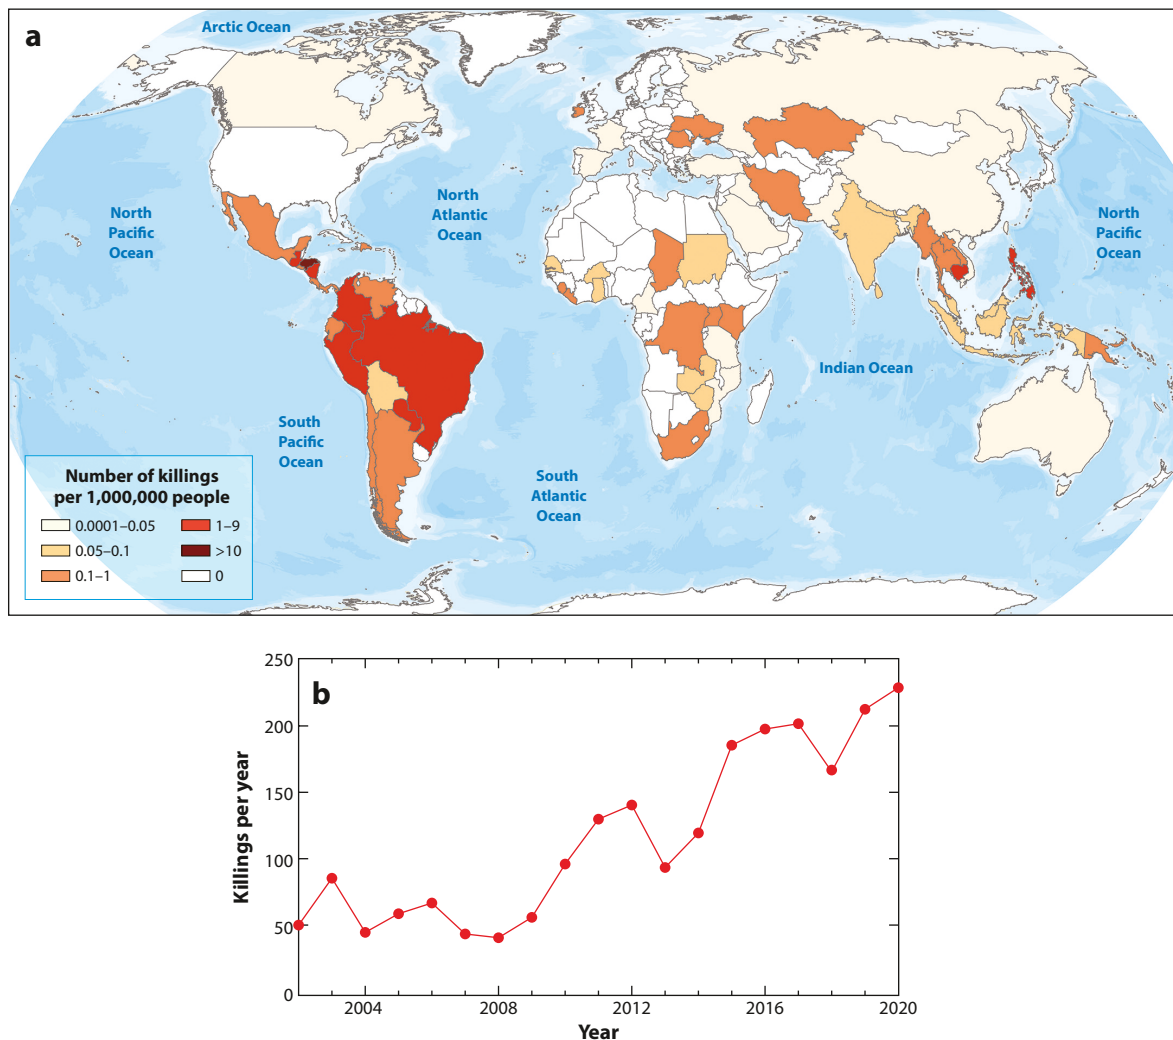 a
Arctic Ocean
North
Pacific
Ocean
North
Atlantic
Ocean
North
Pacific
Ocean
Indian Ocean
South
Pacific
Ocean
South
Atlantic
Ocean
Number of killings
per 1,000,000 people
0.0001–0.05
1–9
0.05–0.1
>10
0.1–1
0
b
250
200
150
100
50
0
Killings per year
2004
2008
2012
2016
2020
Year